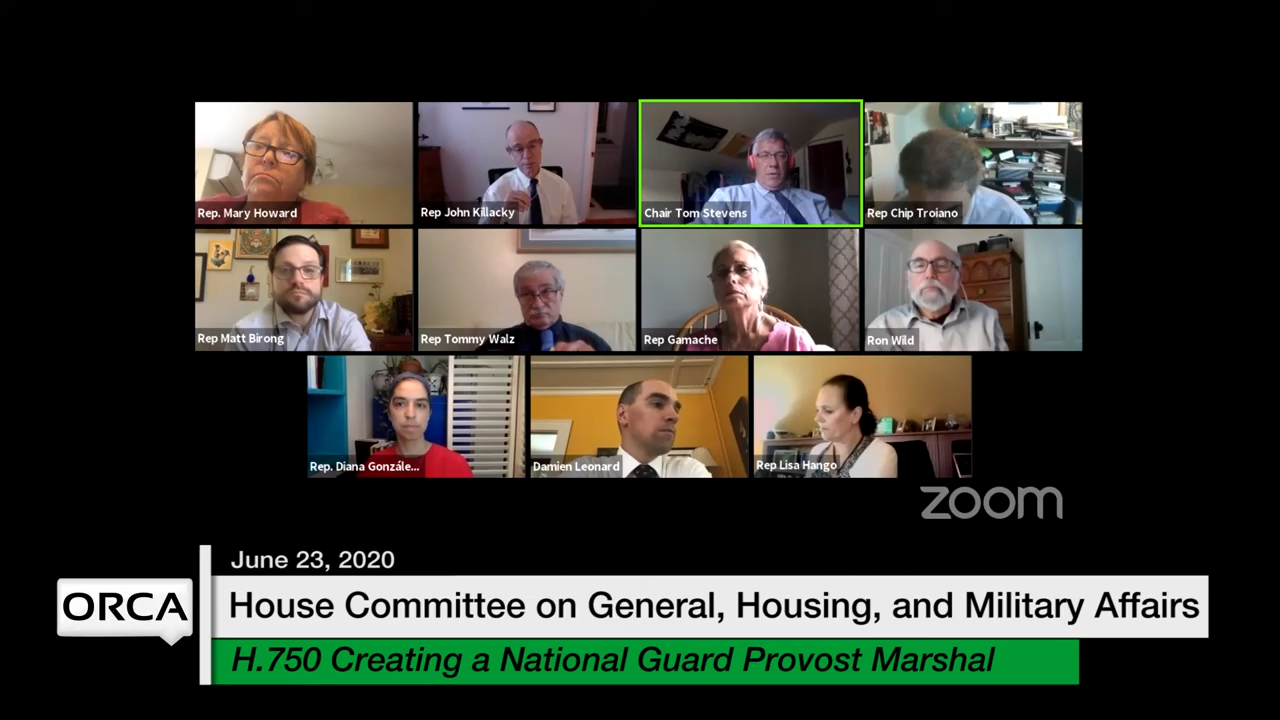 Rep. Mary Howard
Rep John Killacky
Chair Tom Stevens
Rep Chip Troiano
Rep Matt Birong
Rep Tommy Walz
Rep Gamache
Ron Wild
Rep. Diana Gonzále...
Damien Leonard
Rep Lisa Hango
zoom
June 23, 2020
ORCA
House Committee on General, Housing, and Military Affairs
H.750 Creating a National Guard Provost Marshal